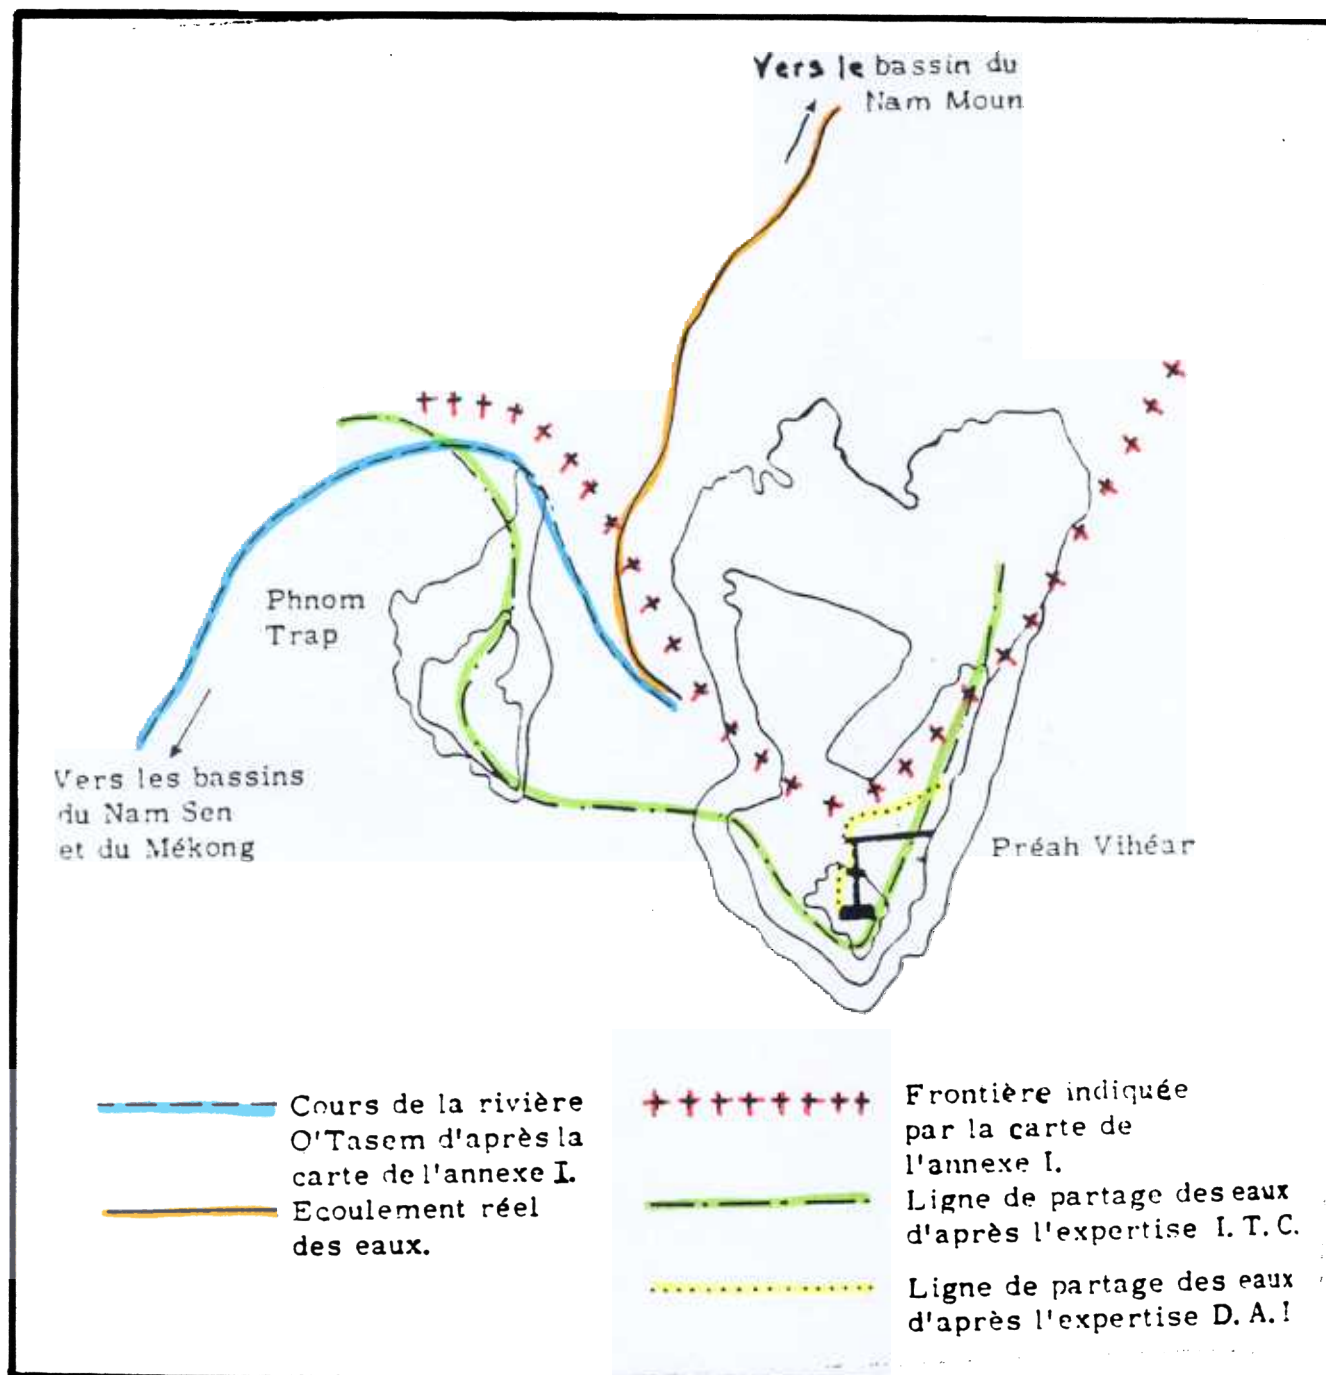 Vers le bassin du
Nam Moun
Phnom
Trap
Vers les bassins
du Nam Sen
et du Mékong
Préah Vihéar
Cours de la rivière
O'Tasem d'après la
carte de l'annexe I.
Ecoulement réel
des eaux.
Frontière indiquée
par la carte de
l'annexe I.
Ligne de partage des eaux
d'après l'expertise I. T. C.
Ligne de partage des eaux
d'après l'expertise D. A. I